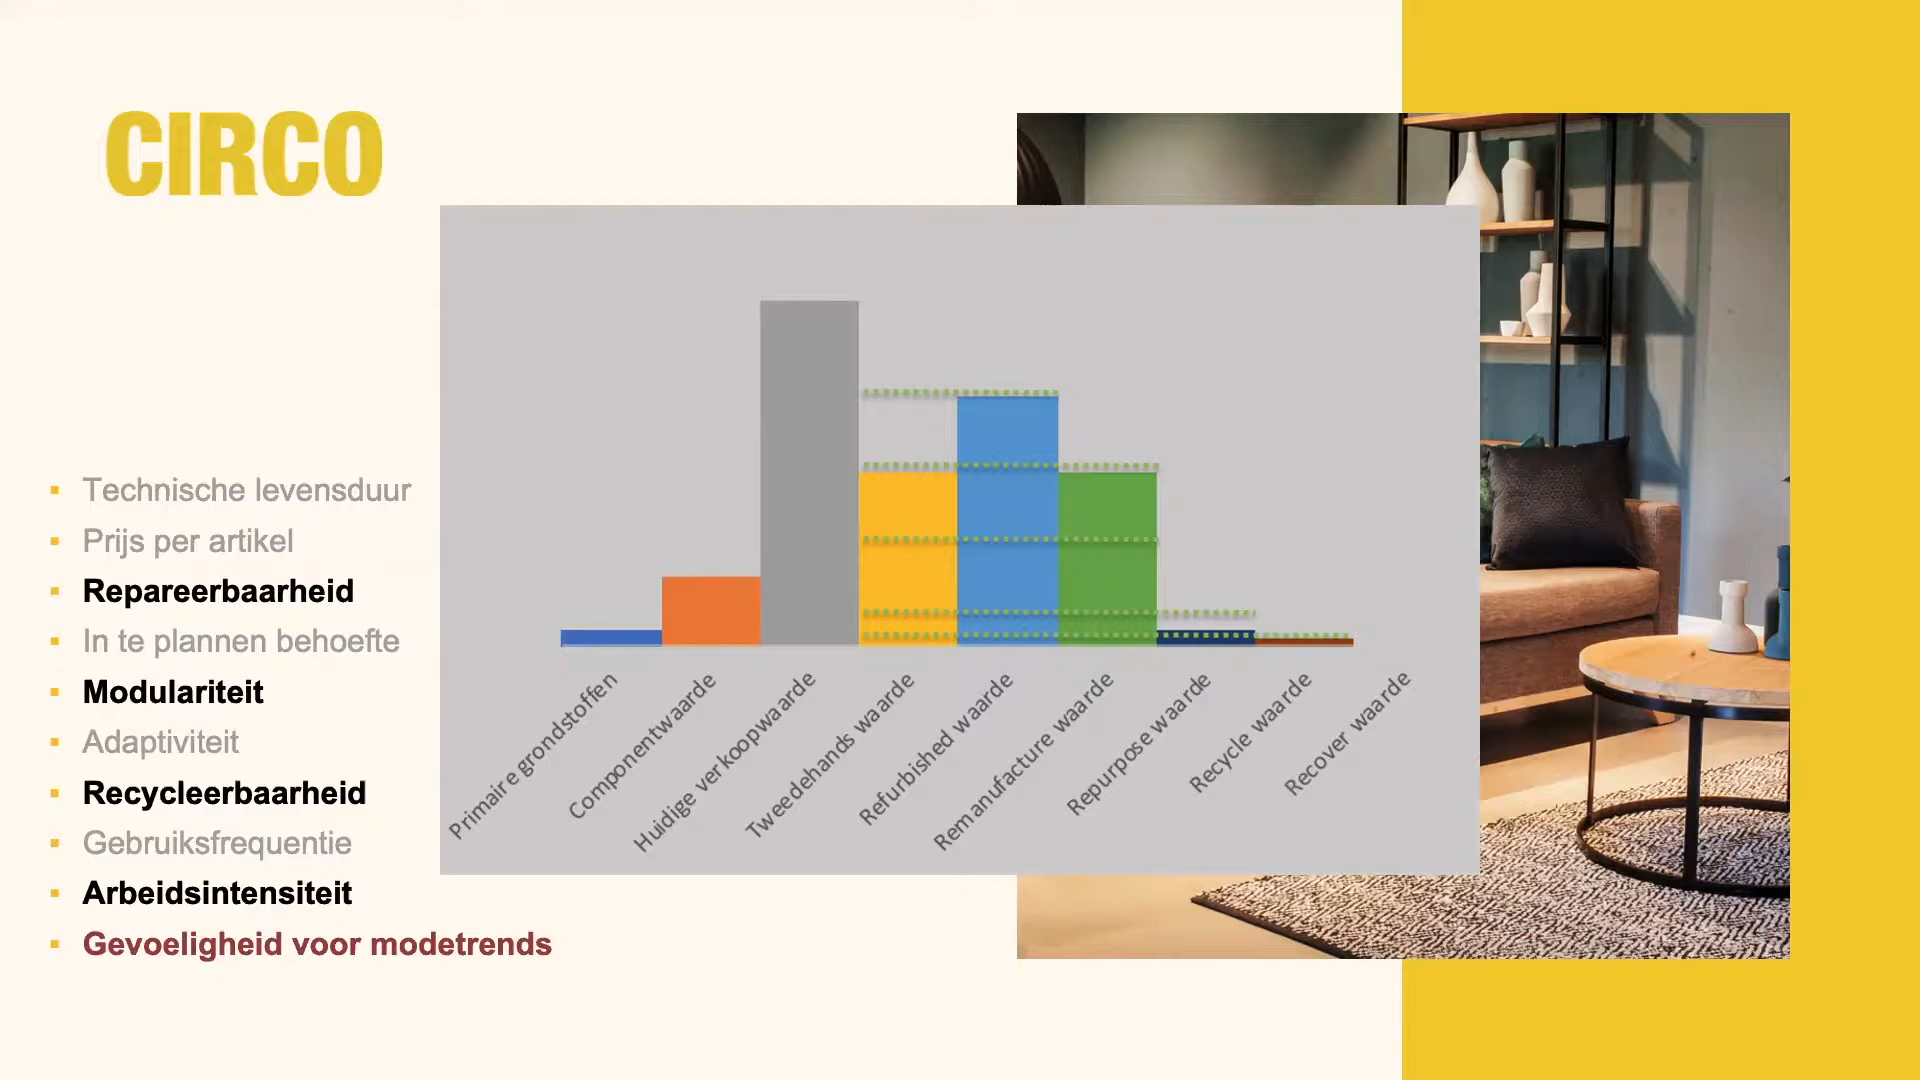 CIRCO
Technische levensduur
Prijs per artikel
Repareerbaarheid
In te plannen behoefte
Modulariteit
Adaptiviteit
Recycleerbaarheid
Gebruiksfrequentie
Arbeidsintensiteit
Gevoeligheid voor modetrends
Primaire grondstoffen
Componentwaarde
Huidige verkoopwaarde
Tweedehands waarde
Refurbished waarde
Remanufacture waarde
Repurpose waarde
Recycle waarde
Recover waarde